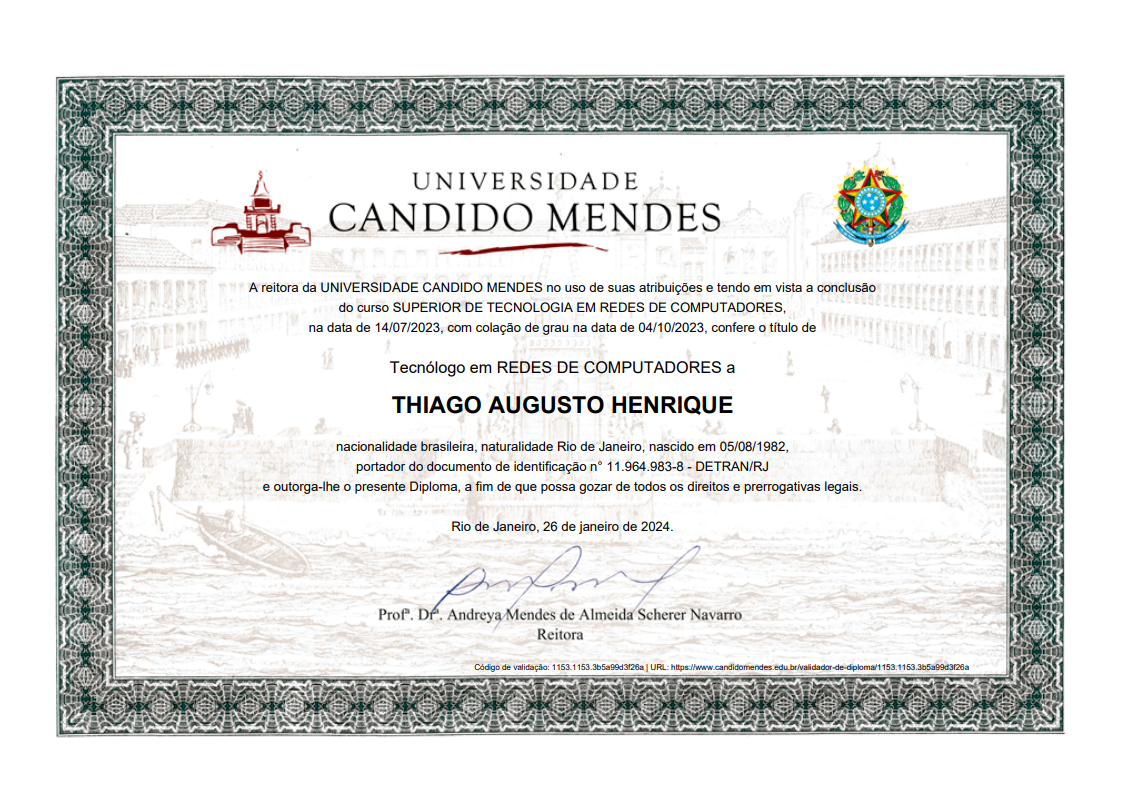 UNIVERSIDADE
CANDIDO MENDES
A reitora da UNIVERSIDADE CANDIDO MENDES no uso de suas atribuições e tendo em vista a conclusão
do curso SUPERIOR DE TECNOLOGIA EM REDES DE COMPUTADORES,
na data de 14/07/2023, com colação de grau na data de 04/10/2023, confere o título de
Tecnólogo em REDES DE COMPUTADORES a
THIAGO AUGUSTO HENRIQUE
nacionalidade brasileira, naturalidade Rio de Janeiro, nascido em 05/08/1982,
portador do documento de identificação n° 11.964.983-8 - DETRAN/RJ
e outorga-lhe o presente Diploma, a fim de que possa gozar de todos os direitos e prerrogativas legais.
Rio de Janeiro, 26 de janeiro de 2024.
Profª. Drª. Andreya Mendes de Almeida Scherer Navarro
Reitora
Código de validação: 1153.1153.3b5a99d3f26a | URL: https://www.candidomendes.edu.br/validador-de-diploma/1153.1153.3b5a99d3f26a